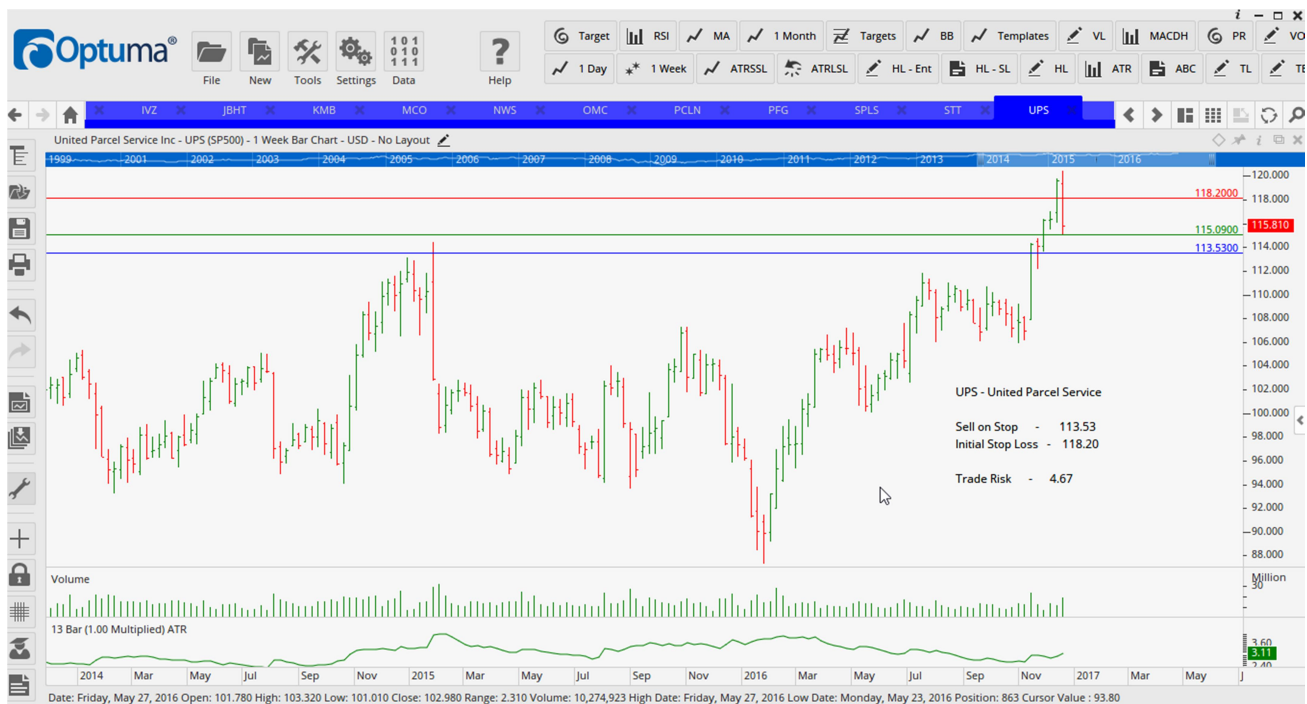 Optuma®
File
New
Tools
Settings
101
010
111
Data
?
Help
Target
RSI
MA
1 Month
Targets
BB
Templates
VL
MACDH
PR
1 Day
1 Week
ATRSSL
ATRLSL
HL - Ent
HL - SL
HL
ATR
ABC
TL
IVZ
JBHT
KMB
MCO
NWS
OMC
PCLN
PFG
SPLS
STT
UPS
United Parcel Service Inc - UPS (SP500) - 1 Week Bar Chart - USD - No Layout
1999 2001 2002 2003 2004 2005 2006 2007 2008 2009 2010 2011 2012 2013 2014 2015 2016
120.000
118.2000
118.000
115.810
115.0900
114.000
113.5300
112.000
110.000
108.000
106.000
104.000
102.000
100.000
98.000
96.000
94.000
92.000
90.000
88.000
UPS - United Parcel Service
Sell on Stop - 113.53
Initial Stop Loss - 118.20
Trade Risk - 4.67
Volume
Million
30
13 Bar (1.00 Multiplied) ATR
3.60
3.11
2.40
2014 Mar May Jul Sep Nov 2015 Mar May Jul Sep Nov 2016 Mar May Jul Sep Nov 2017 Mar May J
Date: Friday, May 27, 2016 Open: 101.780 High: 103.320 Low: 101.010 Close: 102.980 Range: 2.310 Volume: 10,274,923 High Date: Friday, May 27, 2016 Low Date: Monday, May 23, 2016 Position: 863 Cursor Value : 93.80